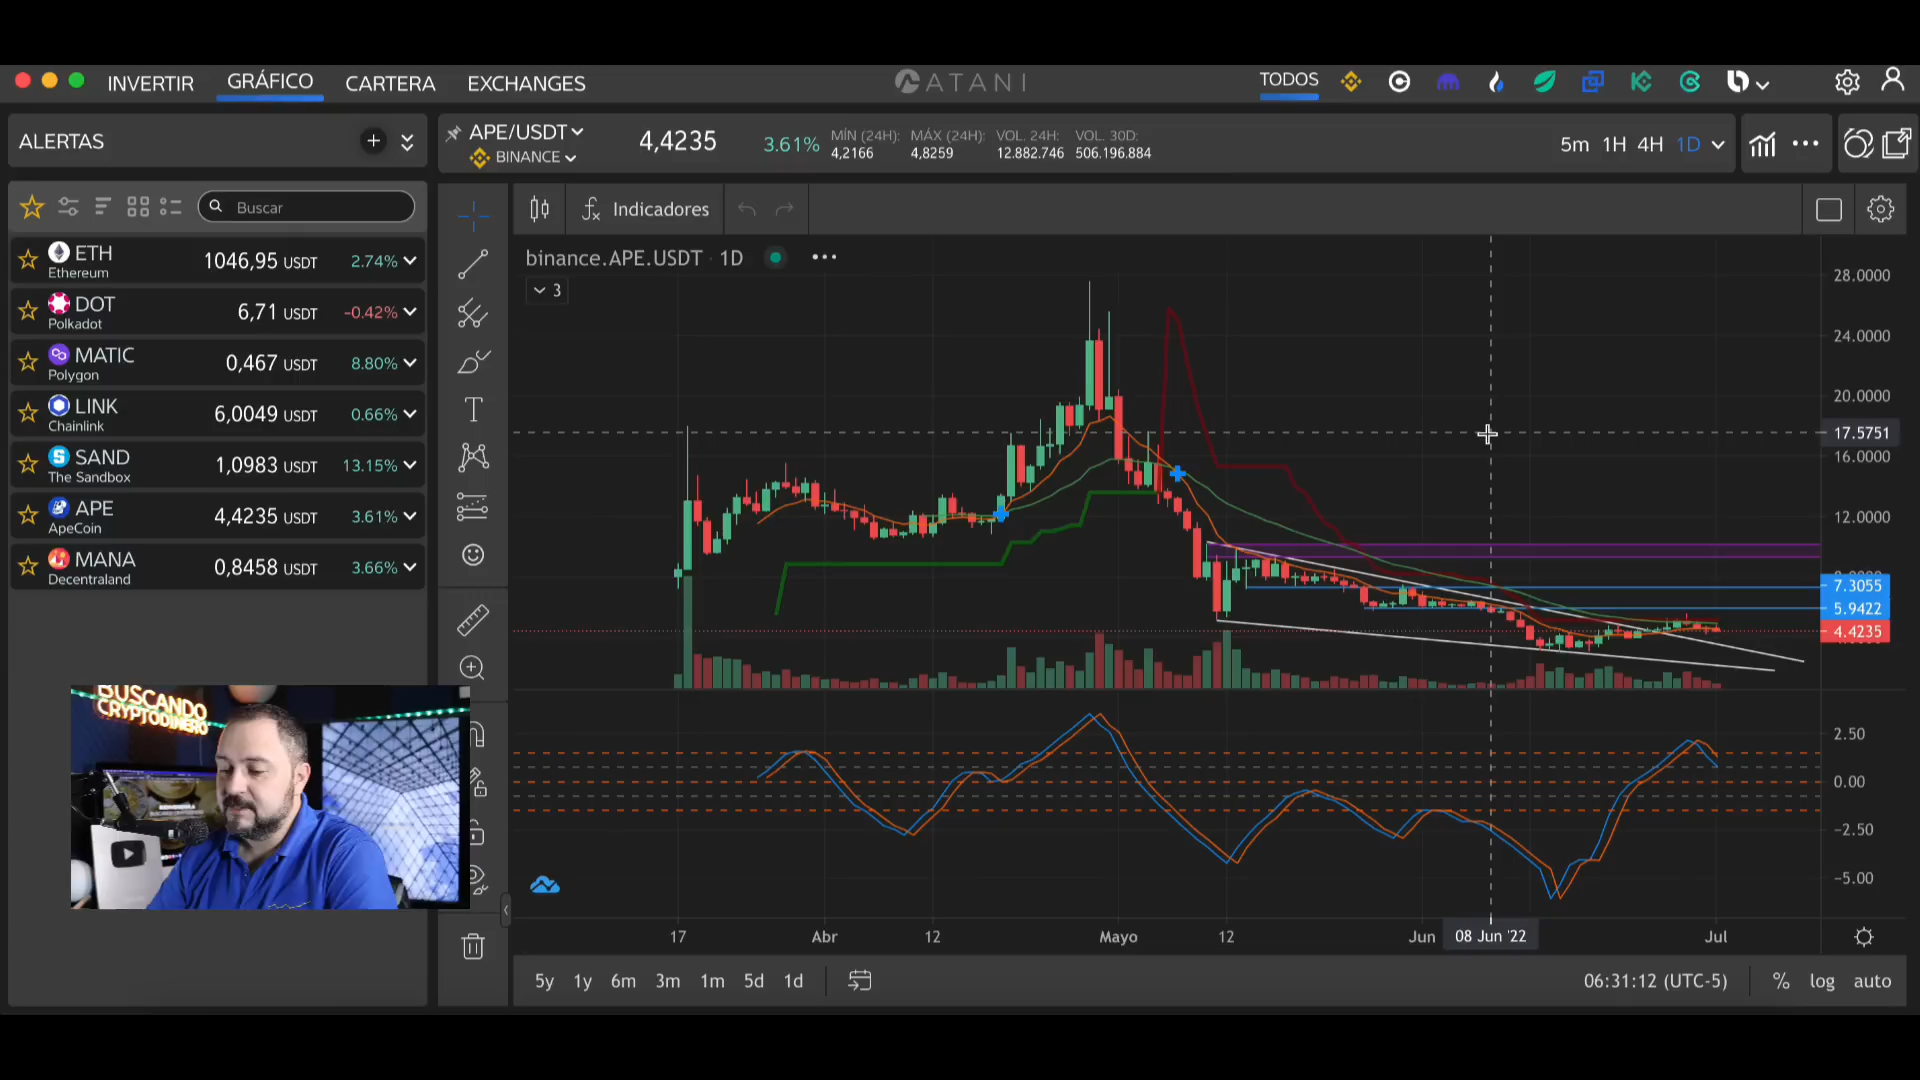 INVERTIR GRÁFICO CARTERA EXCHANGES ATANI TODOS
ALERTAS
APE/USDT
BINANCE
4,4235
3.61%
MÍN (24H): MÁX (24H): VOL. 24H: VOL. 30D:
4,2166 4,8259 12.882.746 506.196.884
5m 1H 4H 1D
Buscar
Indicadores
ETH 1046,95 USDT 2.74%
Ethereum
DOT 6,71 USDT -0.42%
Polkadot
MATIC 0,467 USDT 8.80%
Polygon
LINK 6,0049 USDT 0.66%
Chainlink
SAND 1,0983 USDT 13.15%
The Sandbox
APE 4,4235 USDT 3.61%
ApeCoin
MANA 0,8458 USDT 3.66%
Decentraland
binance.APE.USDT · 1D
3
28.0000
24.0000
20.0000
17.5751
16.0000
12.0000
7.3055
5.9422
4.4235
2.50
0.00
−2.50
−5.00
BUSCANDO
CRYPTODINERO
17 Abr 12 Mayo 12 Jun 08 Jun '22 Jul
5y 1y 6m 3m 1m 5d 1d
06:31:12 (UTC-5) % log auto